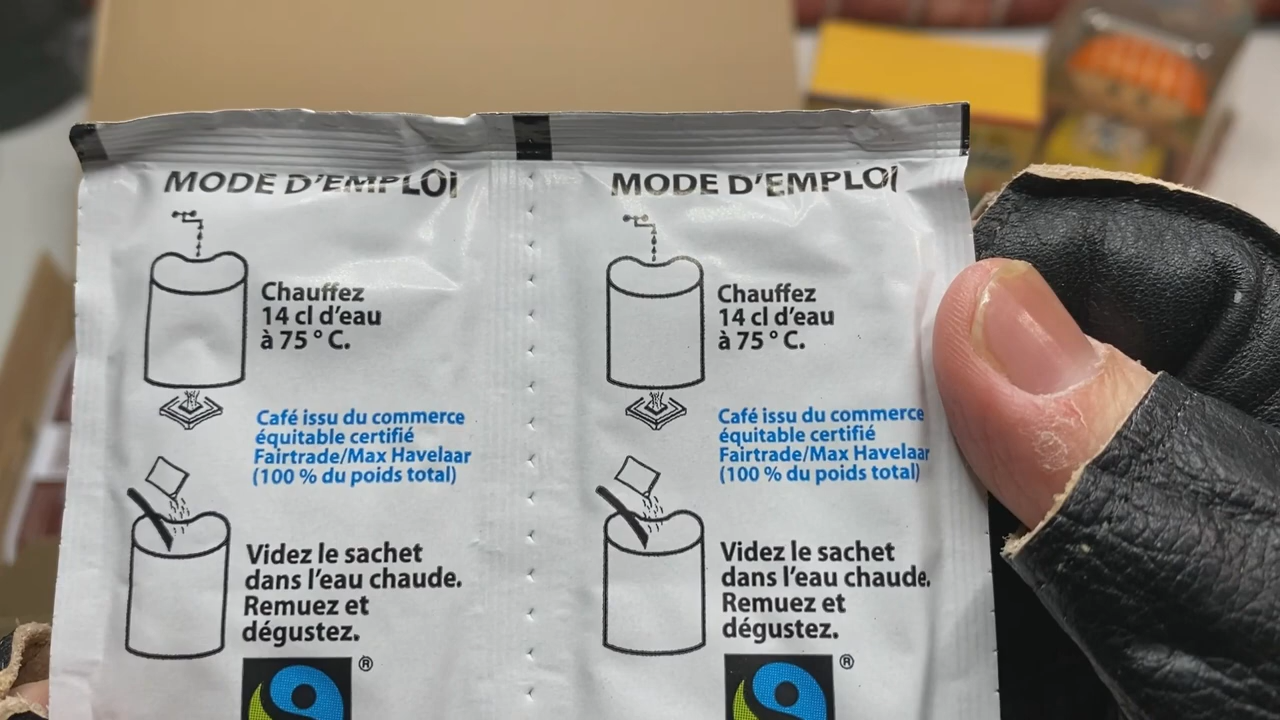 MODE D'EMPLOI
Chauffez
14 cl d'eau
à 75 ° C.
Café issu du commerce
équitable certifié
Fairtrade/Max Havelaar
(100 % du poids total)
Videz le sachet
dans l'eau chaude.
Remuez et
dégustez.
®
MODE D'EMPLOI
Chauffez
14 cl d'eau
à 75 ° C.
Café issu du commerce
équitable certifié
Fairtrade/Max Havelaar
(100 % du poids total)
Videz le sachet
dans l'eau chaude.
Remuez et
dégustez.
®